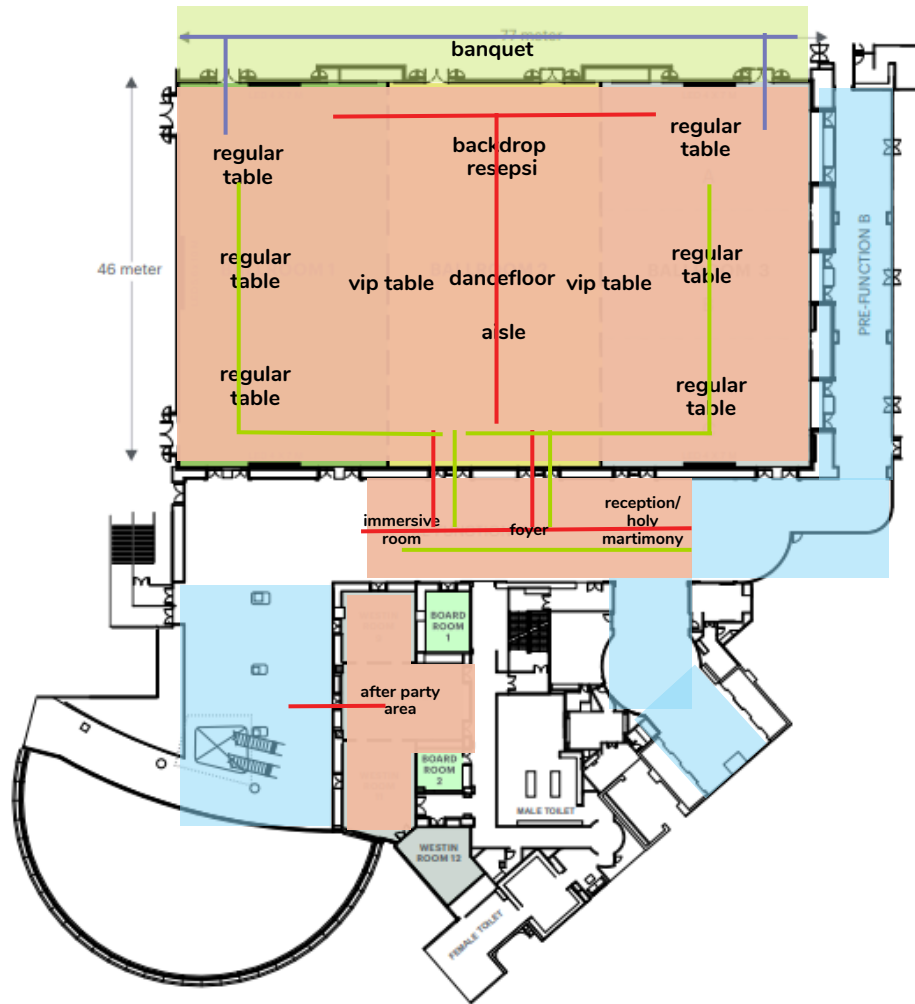 77 meter
banquet
regular
table
backdrop
resepsi
regular
table
46 meter
regular
table
vip table
dancefloor
vip table
regular
table
PRE-FUNCTION B
aisle
regular
table
regular
table
immersive
room
foyer
reception/
holy
martimony
BOARD
ROOM
1
after party
area
BOARD
ROOM
2
MALE TOILET
WESTIN
ROOM 12
FEMALE TOILET